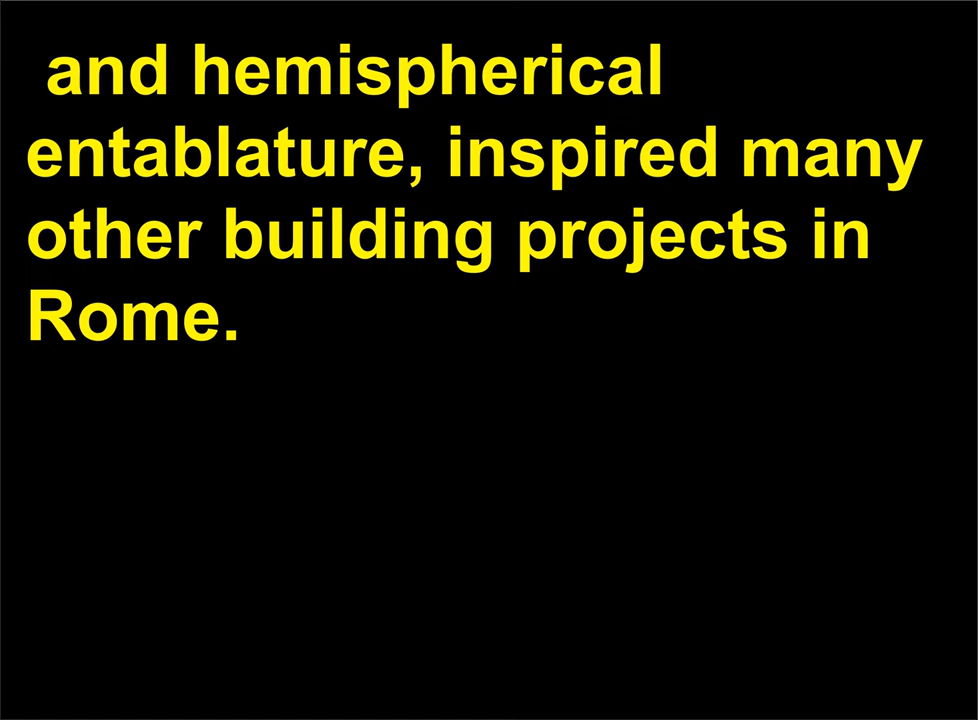 and hemispherical
entablature, inspired many
other building projects in
Rome.